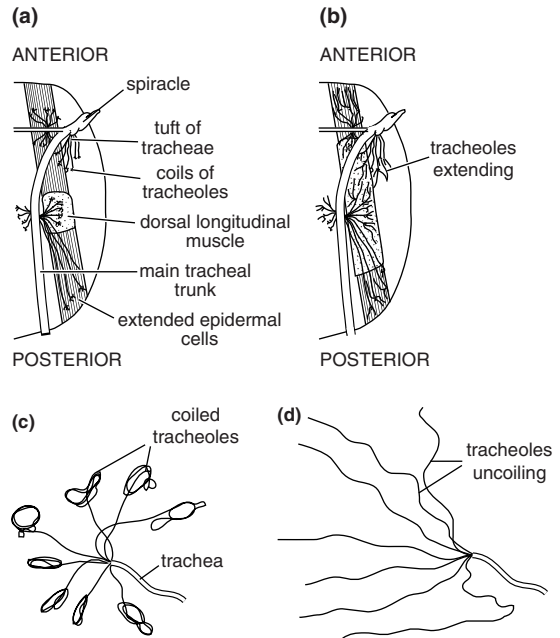 (a)
ANTERIOR
spiracle
tuft of
tracheae
coils of
tracheoles
dorsal longitudinal
muscle
main tracheal
trunk
extended epidermal
cells
POSTERIOR
(b)
ANTERIOR
tracheoles
extending
POSTERIOR
(c)
coiled
tracheoles
trachea
(d)
tracheoles
uncoiling